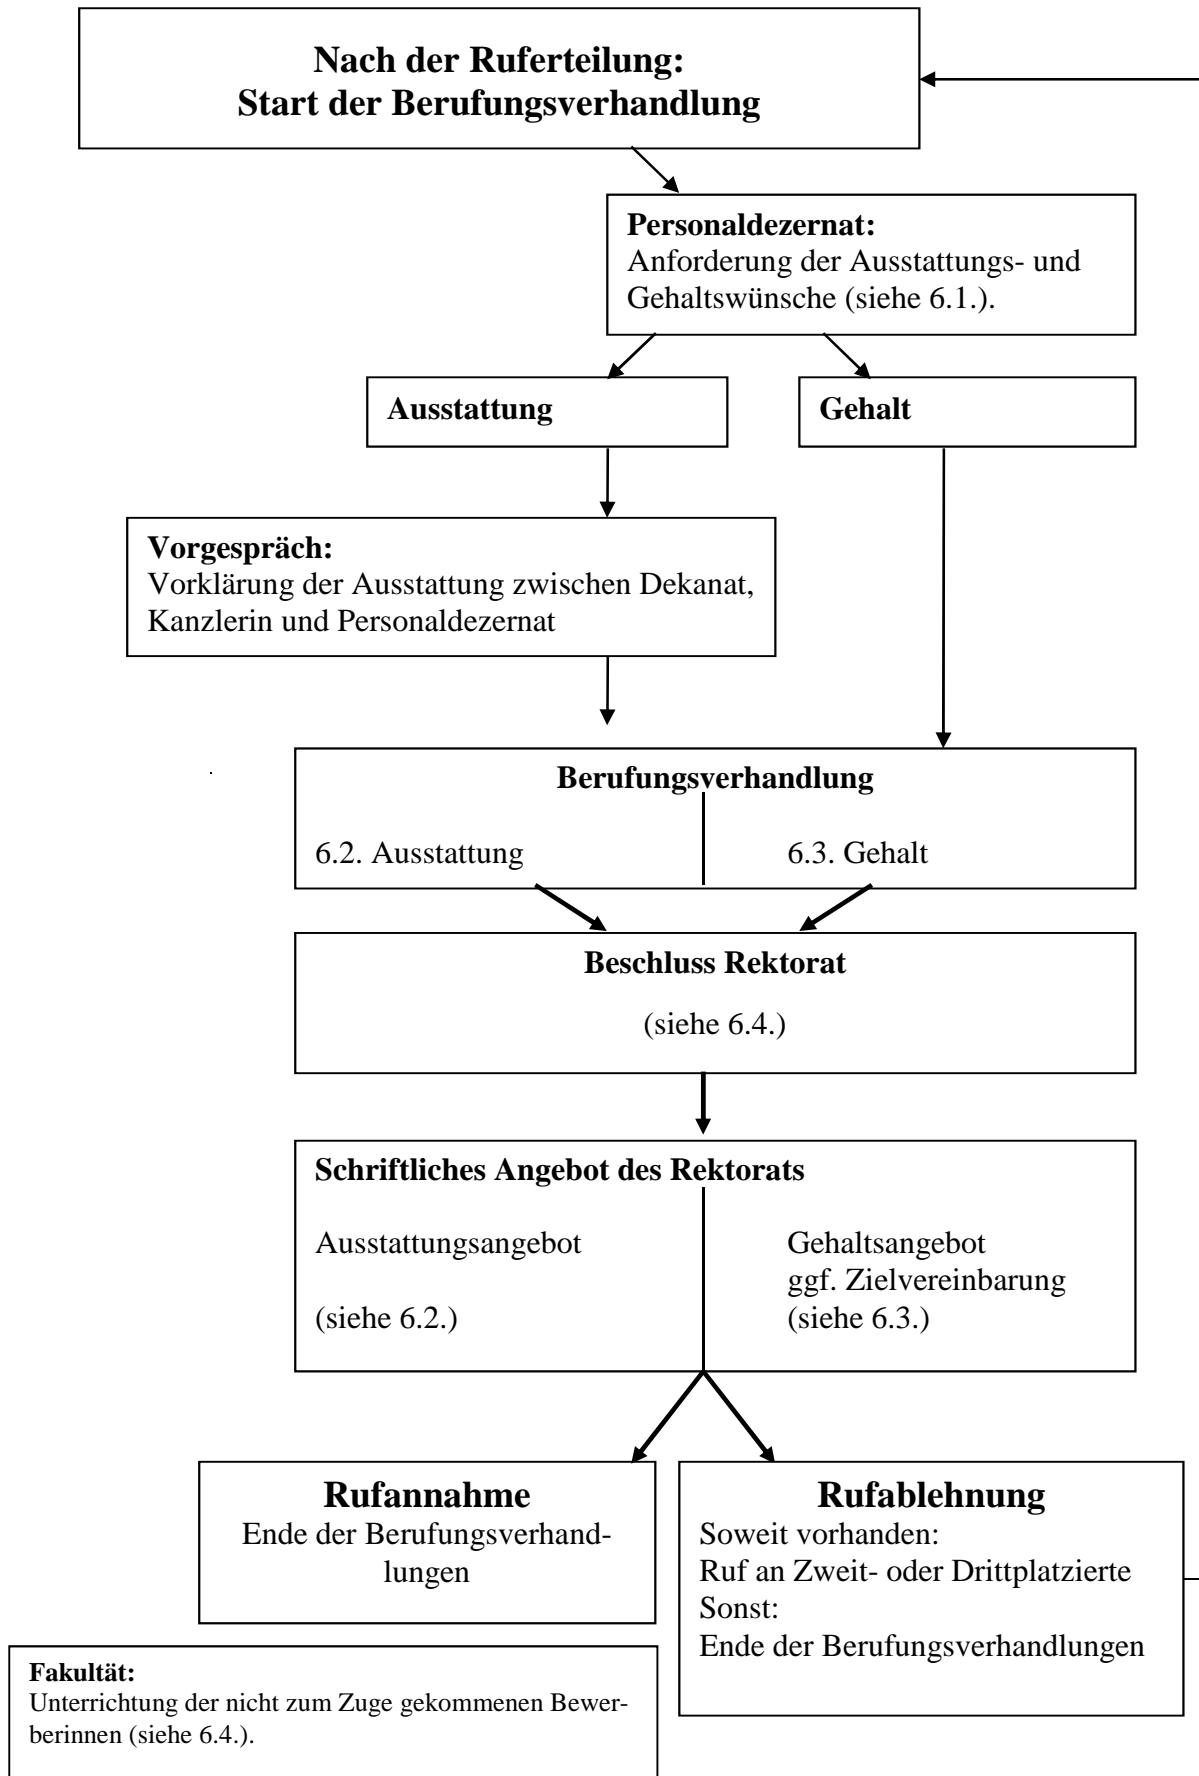 Nach der Ruferteilung:
Start der Berufungsverhandlung
Personaldezernat:
Anforderung der Ausstattungs- und
Gehaltswünsche (siehe 6.1.).
Ausstattung
Gehalt
Vorgespräch:
Vorklärung der Ausstattung zwischen Dekanat,
Kanzlerin und Personaldezernat
Berufungsverhandlung
6.2. Ausstattung
6.3. Gehalt
Beschluss Rektorat
(siehe 6.4.)
Schriftliches Angebot des Rektorats
Ausstattungsangebot
(siehe 6.2.)
Gehaltsangebot
ggf. Zielvereinbarung
(siehe 6.3.)
Rufannahme
Ende der Berufungsverhand-
lungen
Rufablehnung
Soweit vorhanden:
Ruf an Zweit- oder Drittplatzierte
Sonst:
Ende der Berufungsverhandlungen
Fakultät:
Unterrichtung der nicht zum Zuge gekommenen Bewer-
berinnen (siehe 6.4.).